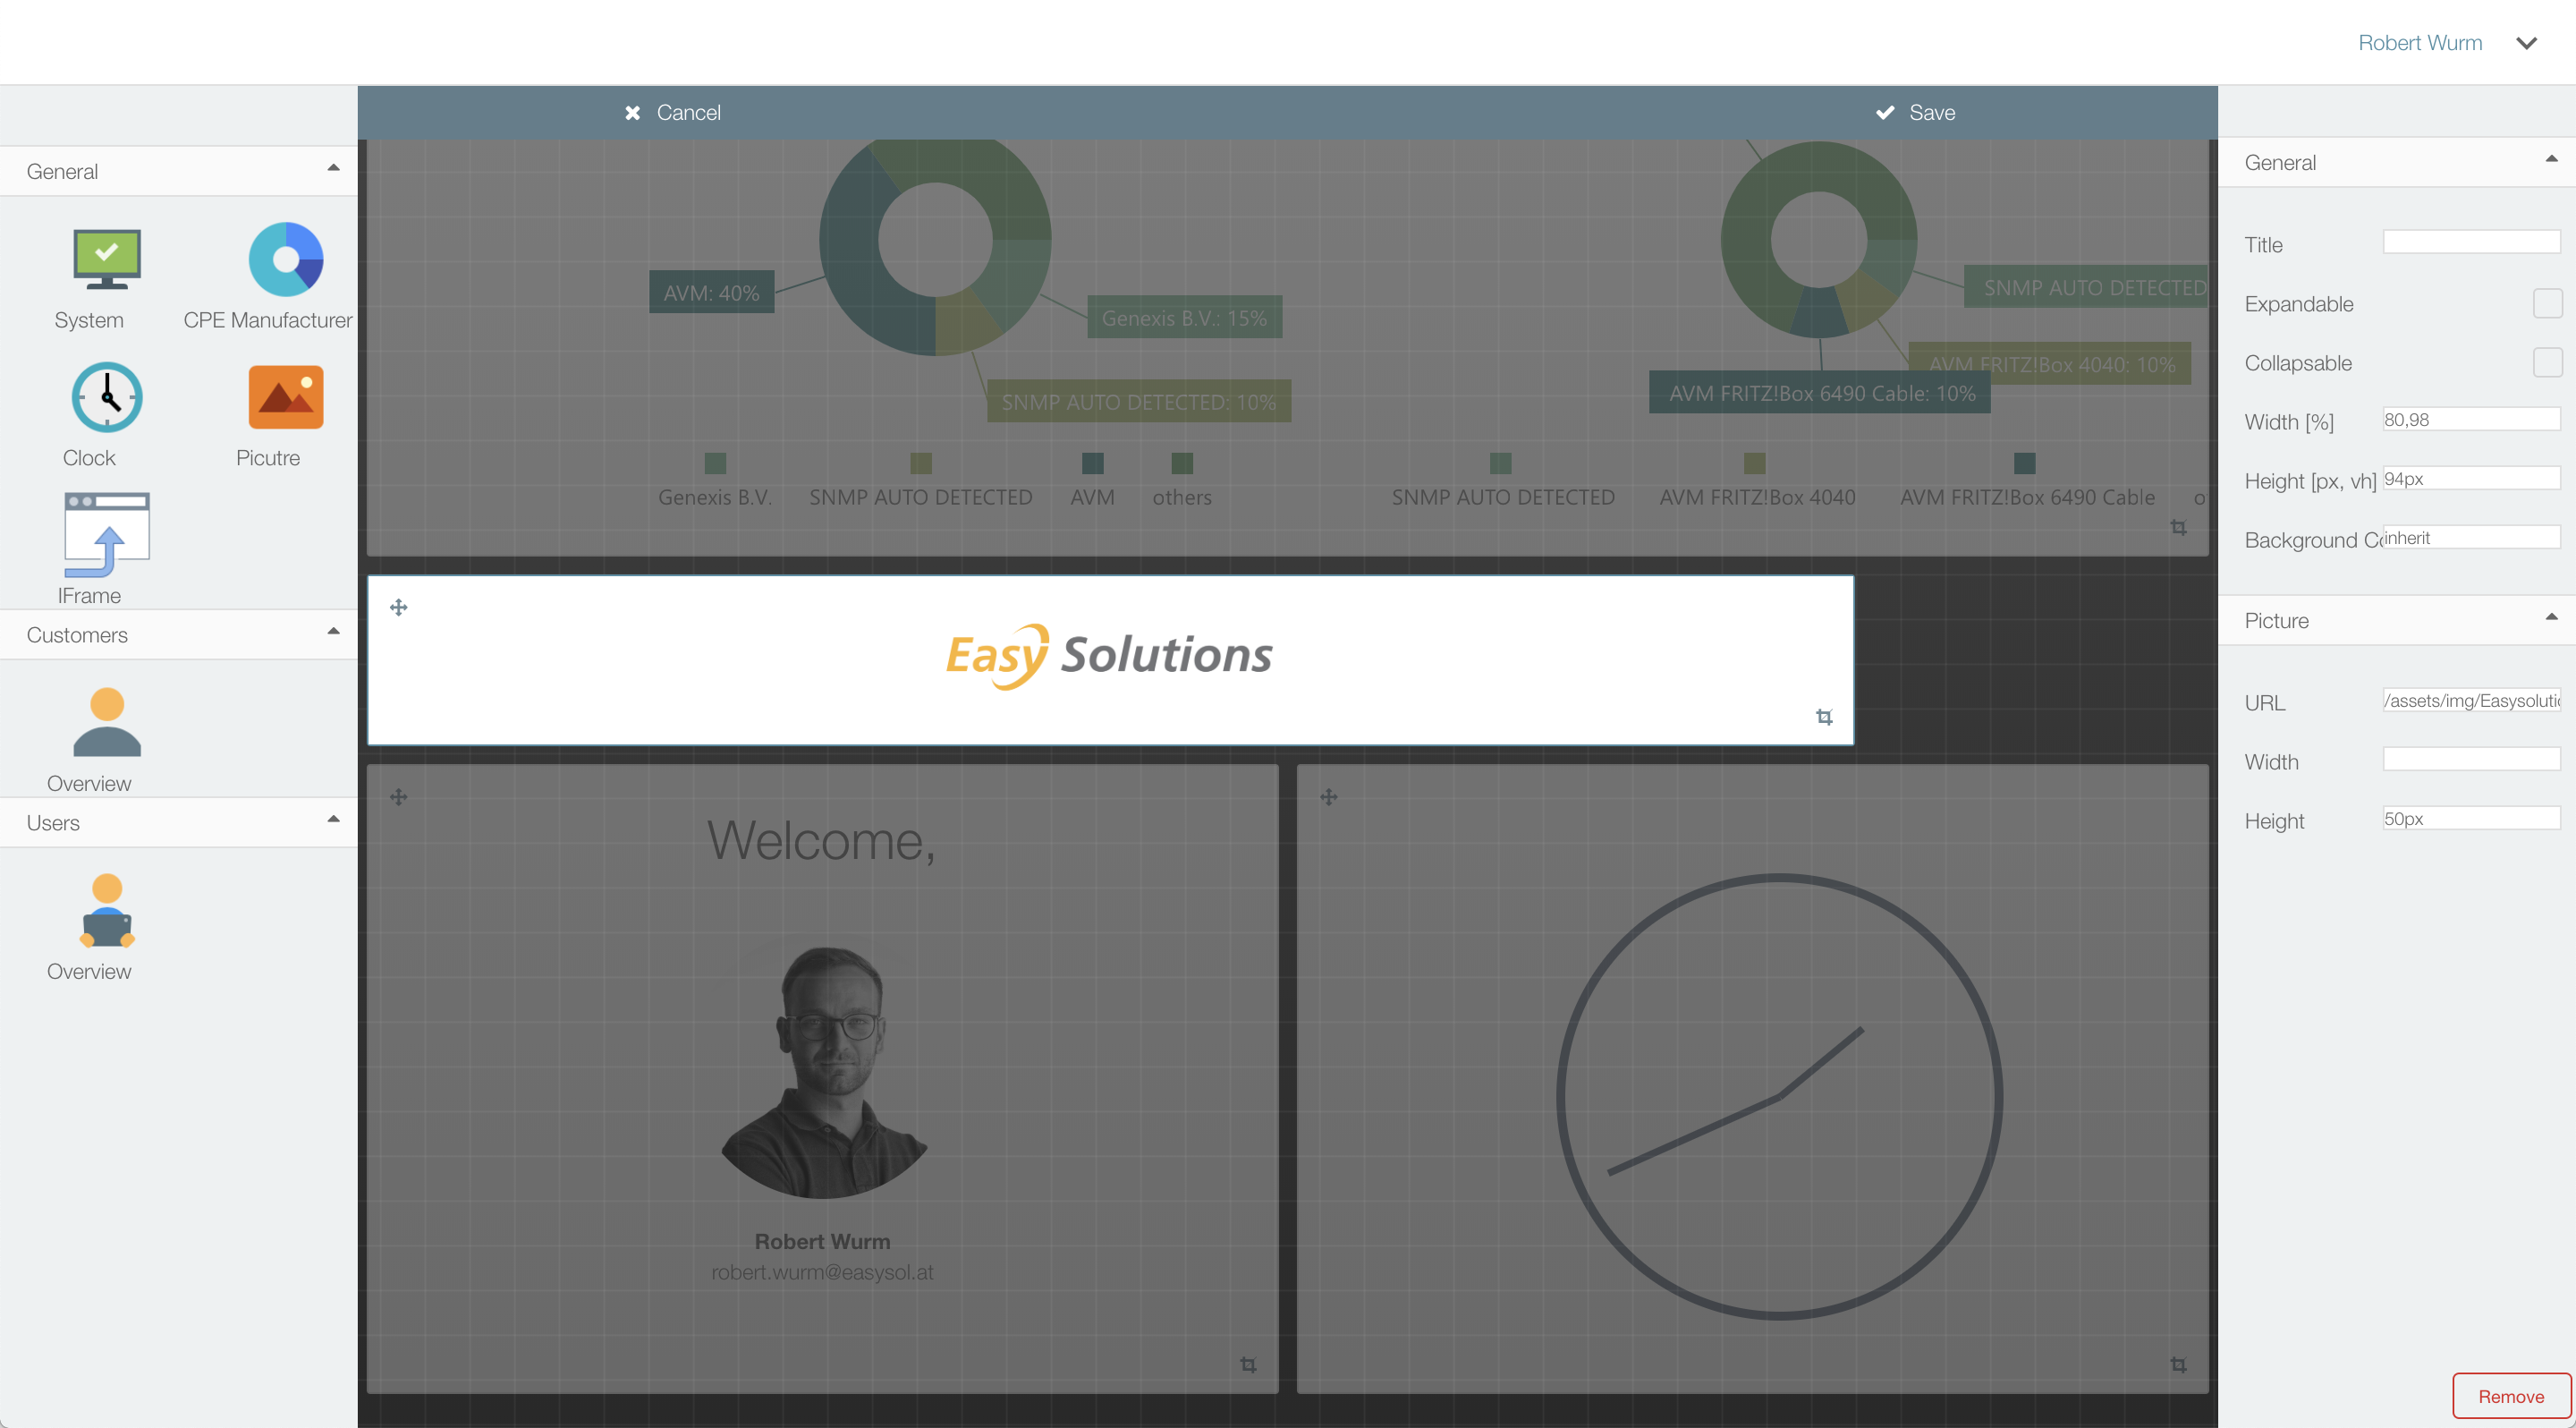 Robert Wurm
Cancel
Save
General
System
CPE Manufacturer
Clock
Picutre
IFrame
Customers
Overview
Users
Overview
AVM: 40%
Genexis B.V.: 15%
SNMP AUTO DETECTED: 10%
Genexis B.V.
SNMP AUTO DETECTED
AVM
others
SNMP AUTO DETECTED
AVM FRITZ!Box 4040: 10%
AVM FRITZ!Box 6490 Cable: 10%
SNMP AUTO DETECTED
AVM FRITZ!Box 4040
AVM FRITZ!Box 6490 Cable
o
Easy Solutions
Welcome,
Robert Wurm
robert.wurm@easysol.at
General
Title
Expandable
Collapsable
Width [%] 80,98
Height [px, vh] 94px
Background Co inherit
Picture
URL /assets/img/Easysolutio
Width
Height 50px
Remove